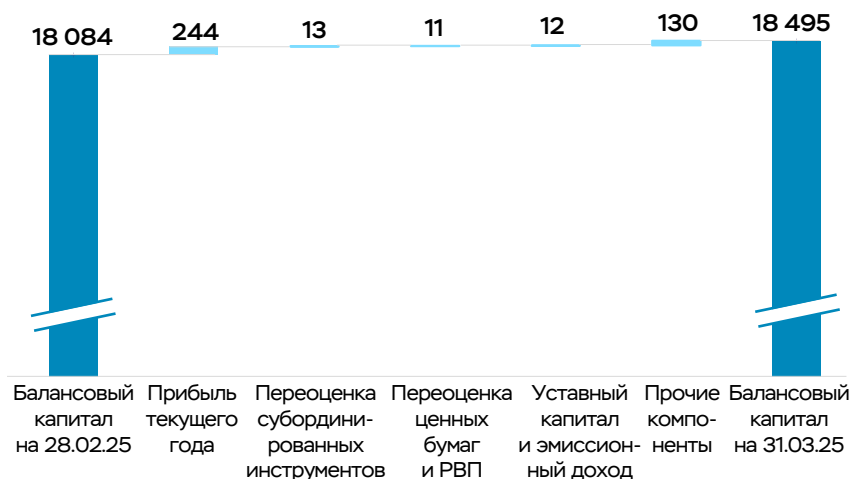 18 084
244
13
11
12
130
18 495
Балансовый
капитал
на 28.02.25
Прибыль
текущего
года
Переоценка
субордини-
рованных
инструментов
Переоценка
ценных
бумаг
и РВП
Уставный
капитал
и эмиссион-
ный доход
Прочие
компо-
ненты
Балансовый
капитал
на 31.03.25